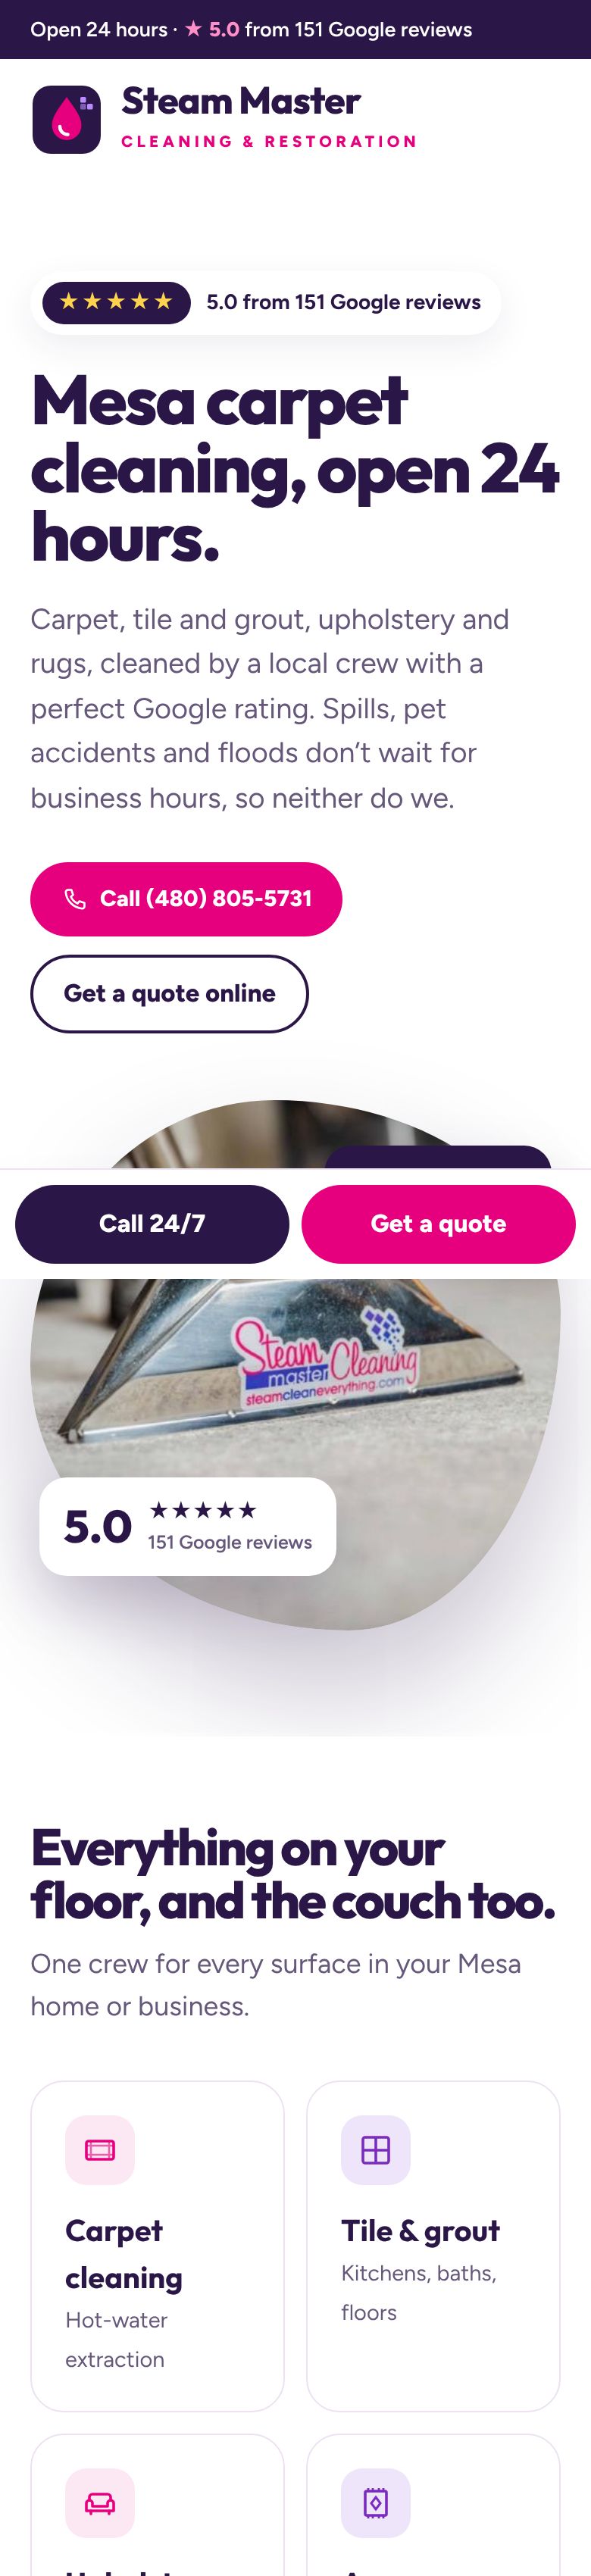 Open 24 hours · ★ 5.0 from 151 Google reviews
Steam Master
CLEANING & RESTORATION
★★★★★ 5.0 from 151 Google reviews
Mesa carpet
cleaning, open 24
hours.
Carpet, tile and grout, upholstery and
rugs, cleaned by a local crew with a
perfect Google rating. Spills, pet
accidents and floods don’t wait for
business hours, so neither do we.
Call (480) 805-5731
Get a quote online
Call 24/7
Get a quote
Steam Cleaning
master
steamcleaneverything.com
5.0 ★★★★★
151 Google reviews
Everything on your
floor, and the couch too.
One crew for every surface in your Mesa
home or business.
Carpet
cleaning
Hot-water
extraction
Tile & grout
Kitchens, baths,
floors